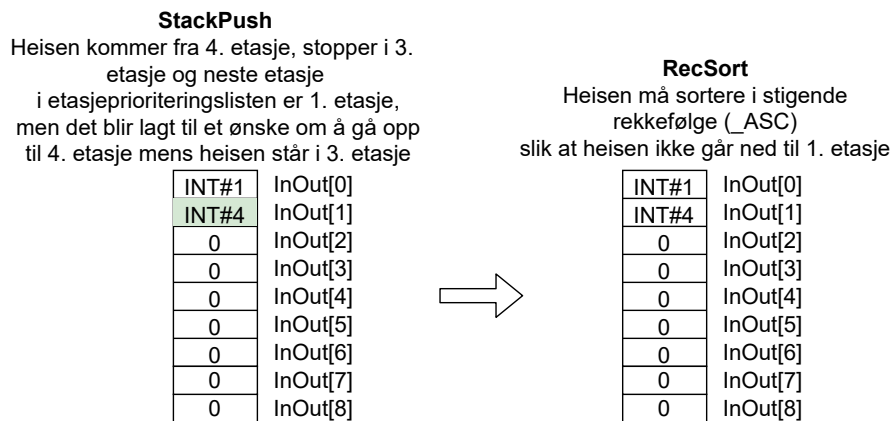 StackPush
Heisen kommer fra 4. etasje, stopper i 3.
etasje og neste etasje
i etasjeprioriteringslisten er 1. etasje,
men det blir lagt til et ønske om å gå opp
til 4. etasje mens heisen står i 3. etasje
INT#1 InOut[0]
INT#4 InOut[1]
0 InOut[2]
0 InOut[3]
0 InOut[4]
0 InOut[5]
0 InOut[6]
0 InOut[7]
0 InOut[8]
RecSort
Heisen må sortere i stigende
rekkefølge (_ASC)
slik at heisen ikke går ned til 1. etasje
INT#1 InOut[0]
INT#4 InOut[1]
0 InOut[2]
0 InOut[3]
0 InOut[4]
0 InOut[5]
0 InOut[6]
0 InOut[7]
0 InOut[8]